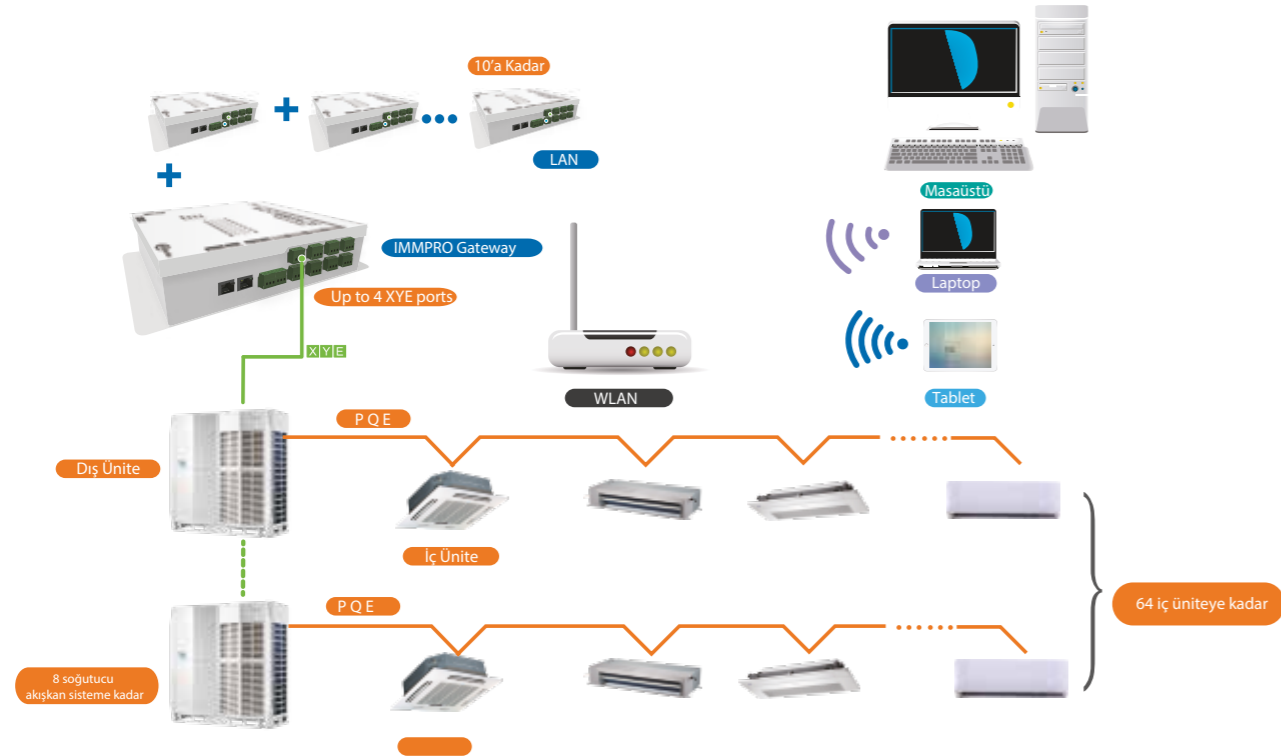 10'a Kadar
LAN
IMMPRO Gateway
Up to 4 XYE ports
X Y E
Masaüstü
Laptop
WLAN
Tablet
P Q E
Dış Ünite
İç Ünite
P Q E
64 iç üniteye kadar
8 soğutucu
akışkan sisteme kadar